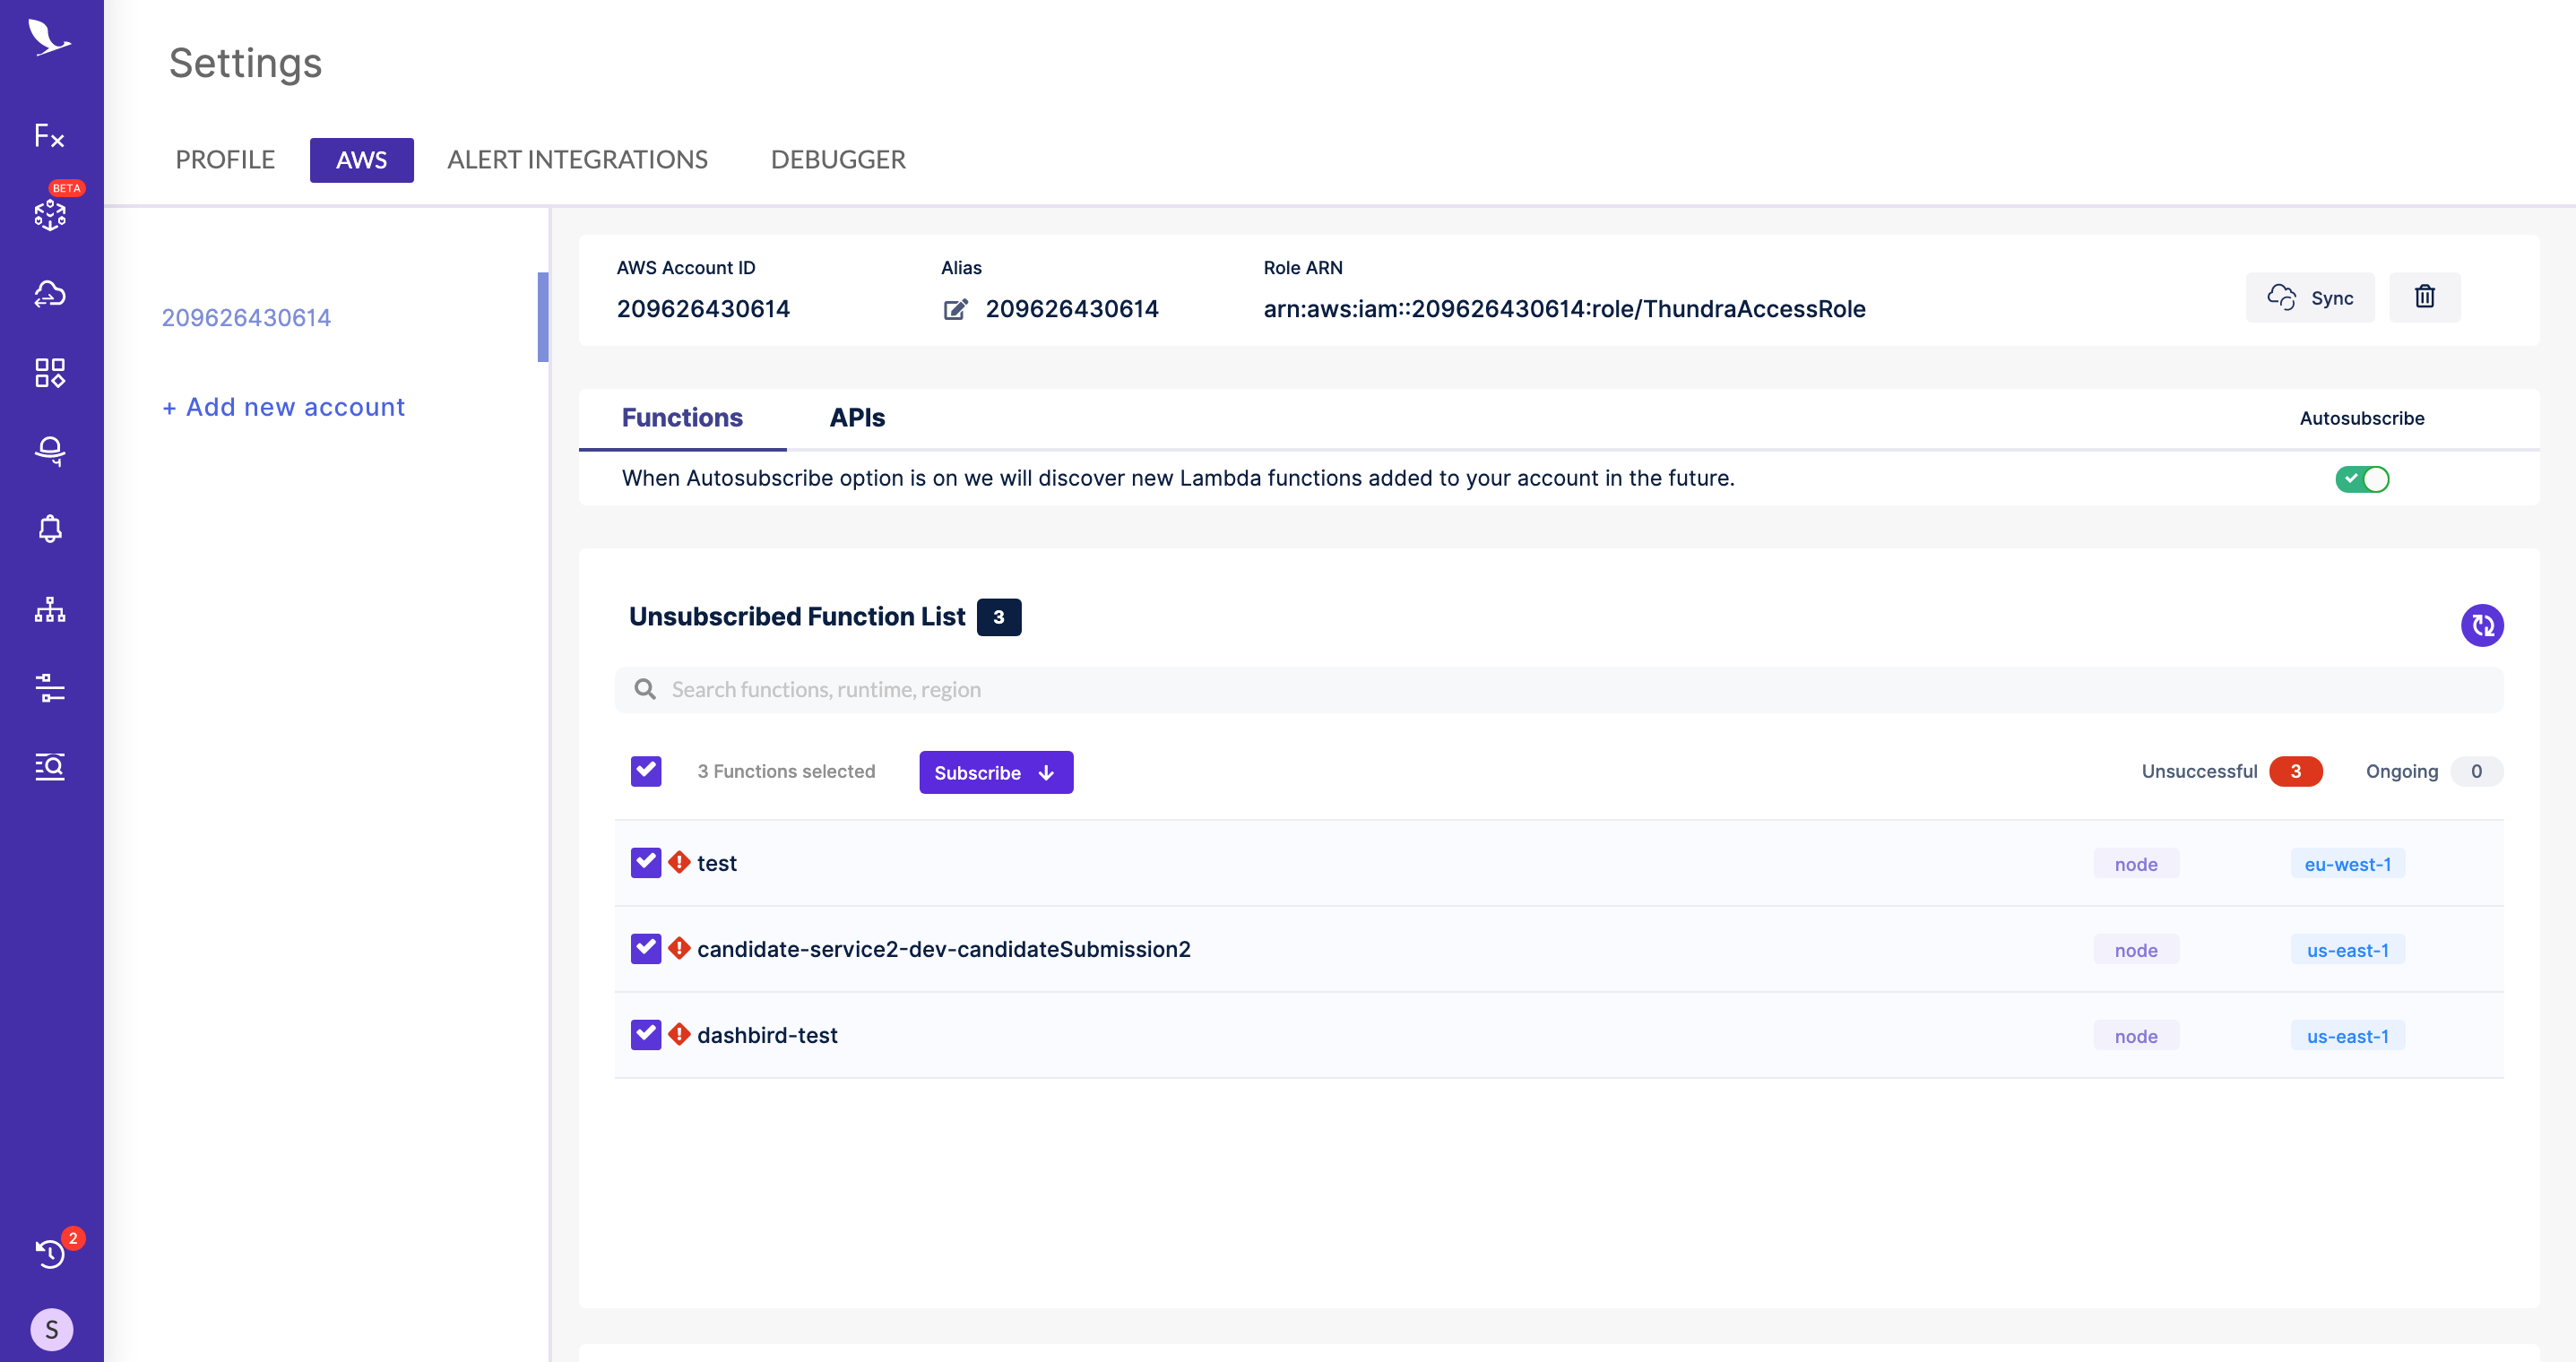 Settings
Fx
BETA
PROFILE AWS ALERT INTEGRATIONS DEBUGGER
209626430614
+ Add new account
AWS Account ID Alias Role ARN
209626430614 209626430614 arn:aws:iam::209626430614:role/ThundraAccessRole
Sync
Functions APIs Autosubscribe
When Autosubscribe option is on we will discover new Lambda functions added to your account in the future.
Unsubscribed Function List 3
Search functions, runtime, region
3 Functions selected Subscribe Unsuccessful 3 Ongoing 0
test node eu-west-1
candidate-service2-dev-candidateSubmission2 node us-east-1
dashbird-test node us-east-1
2
S